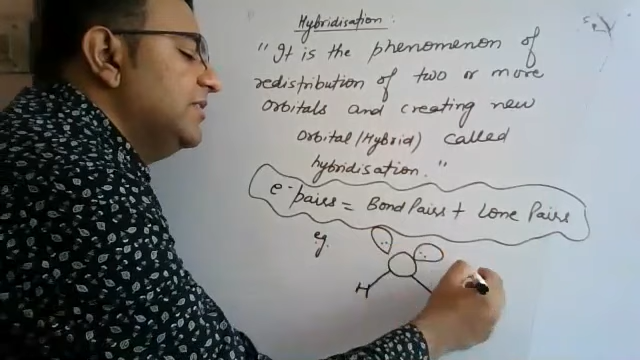 Hybridisation:
"It is the phenomenon of
redistribution of two or more
orbitals and creating new
orbital/Hybrid) called
hybridisation."
e⁻pairs = Bond Pairs + Lone Pairs
eg.
H